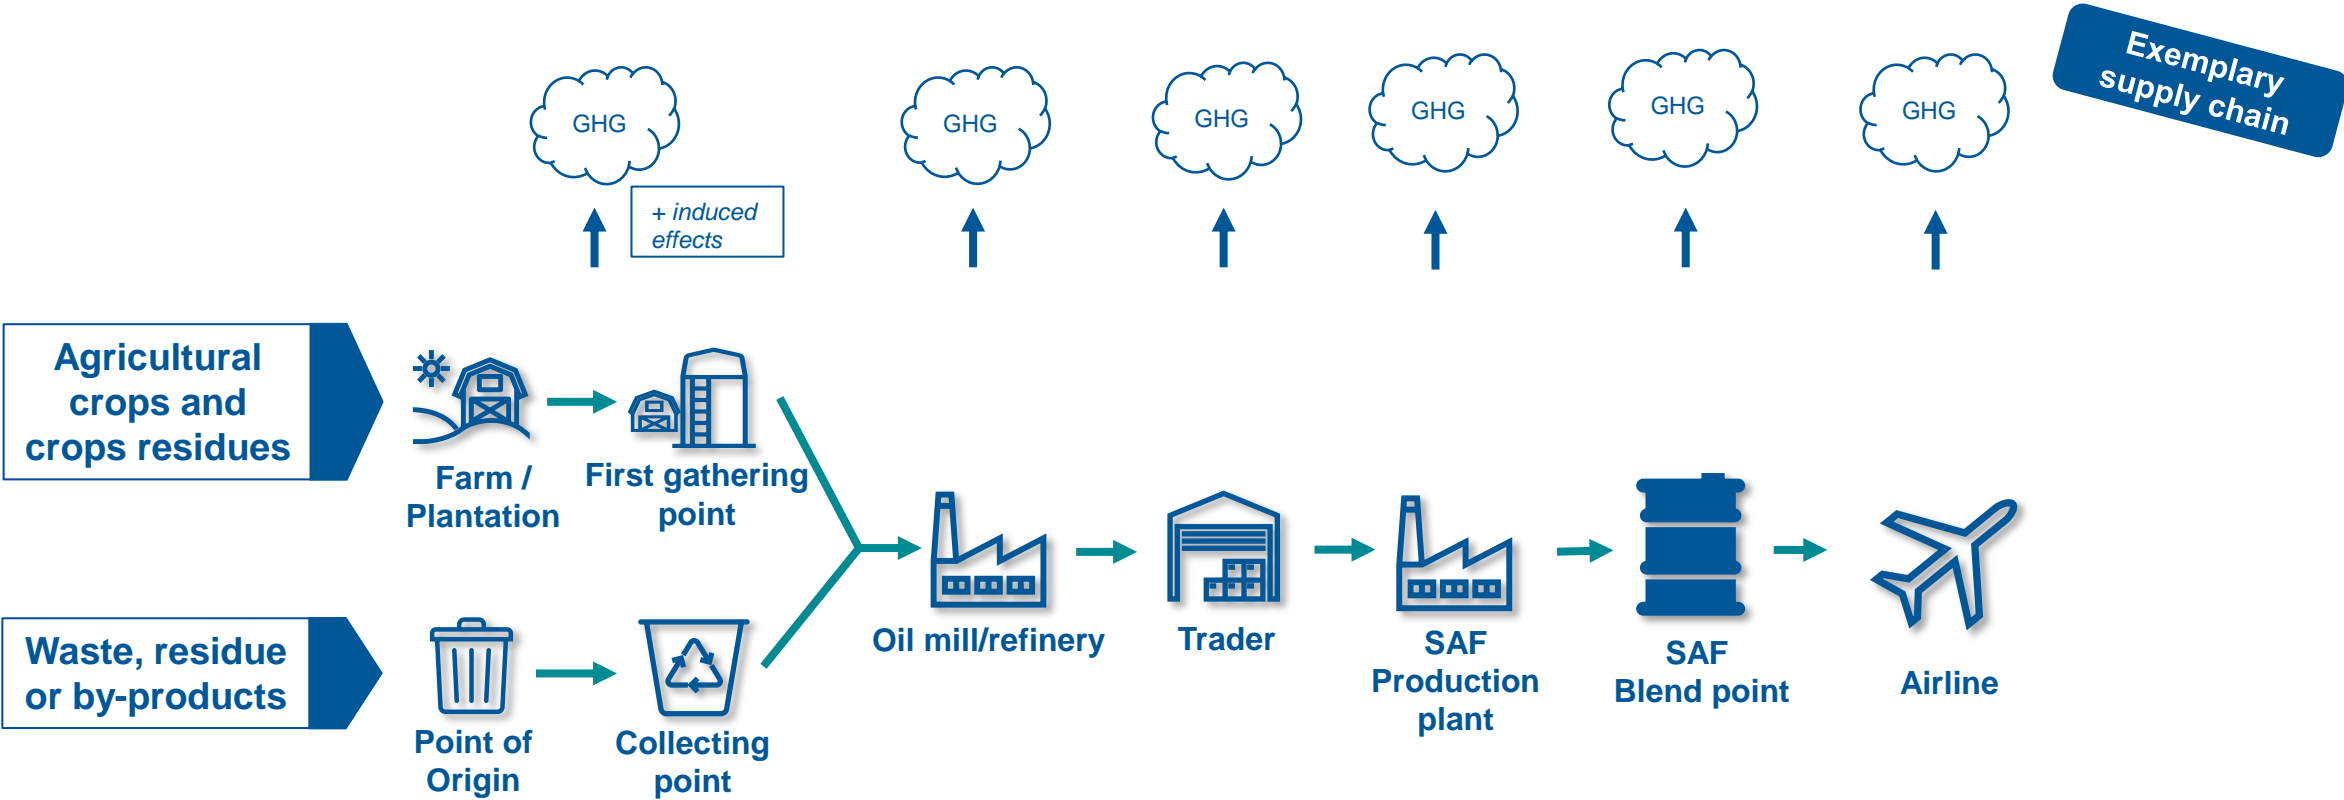 Exemplary
supply chain
GHG
GHG
GHG
GHG
GHG
GHG
+ induced
effects
Agricultural
crops and
crops residues
Farm /
Plantation
First gathering
point
Waste, residue
or by-products
Point of
Origin
Collecting
point
Oil mill/refinery
Trader
SAF
Production
plant
SAF
Blend point
Airline